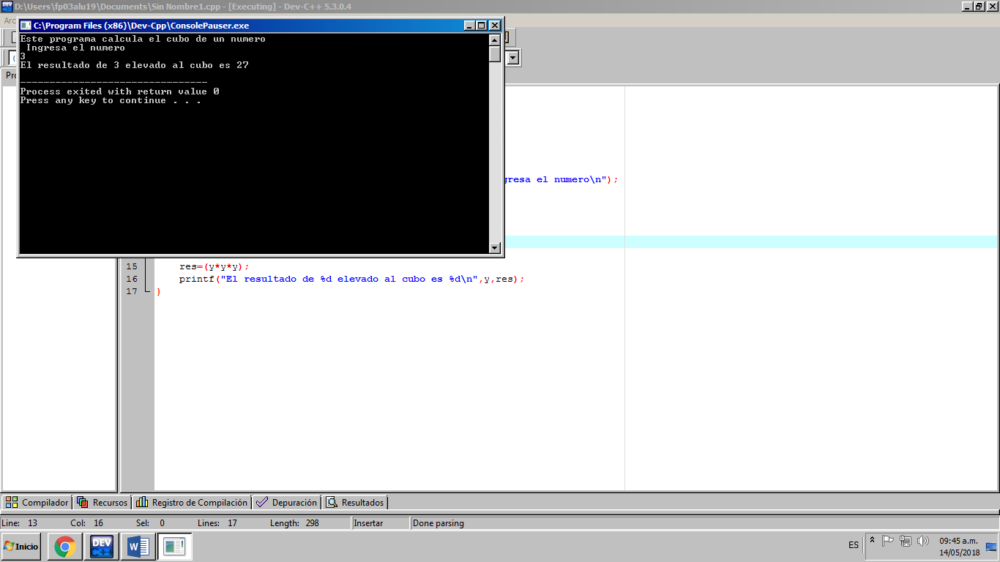 D:\Users\fp03alu19\Documents\Sin Nombre1.cpp - [Executing] - Dev-C++ 5.3.0.4
C:\Program Files (x86)\Dev-Cpp\ConsolePauser.exe
Este programa calcula el cubo de un numero
Ingresa el numero
3
El resultado de 3 elevado al cubo es 27
--------------------------------
Process exited with return value 0
Press any key to continue . . .
gresa el numero\n");
15 res=(y*y*y);
16 printf("El resultado de %d elevado al cubo es %d\n",y,res);
17 }
Compilador Recursos Registro de Compilación Depuración Resultados
Line: 13 Col: 16 Sel: 0 Lines: 17 Length: 298 Insertar Done parsing
Inicio DEV C++ W ES 09:45 a.m.
14/05/2018